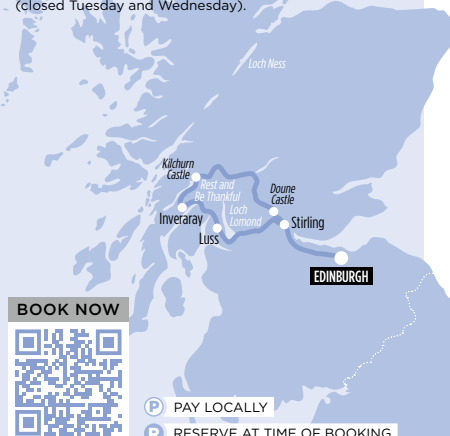 (closed Tuesday and Wednesday).
Loch Ness
Kilchurn
Castle
Rest and
Be Thankful
Doune
Castle
Inveraray
Loch
Lomond
Stirling
Luss
EDINBURGH
BOOK NOW
P PAY LOCALLY
R RESERVE AT TIME OF BOOKING